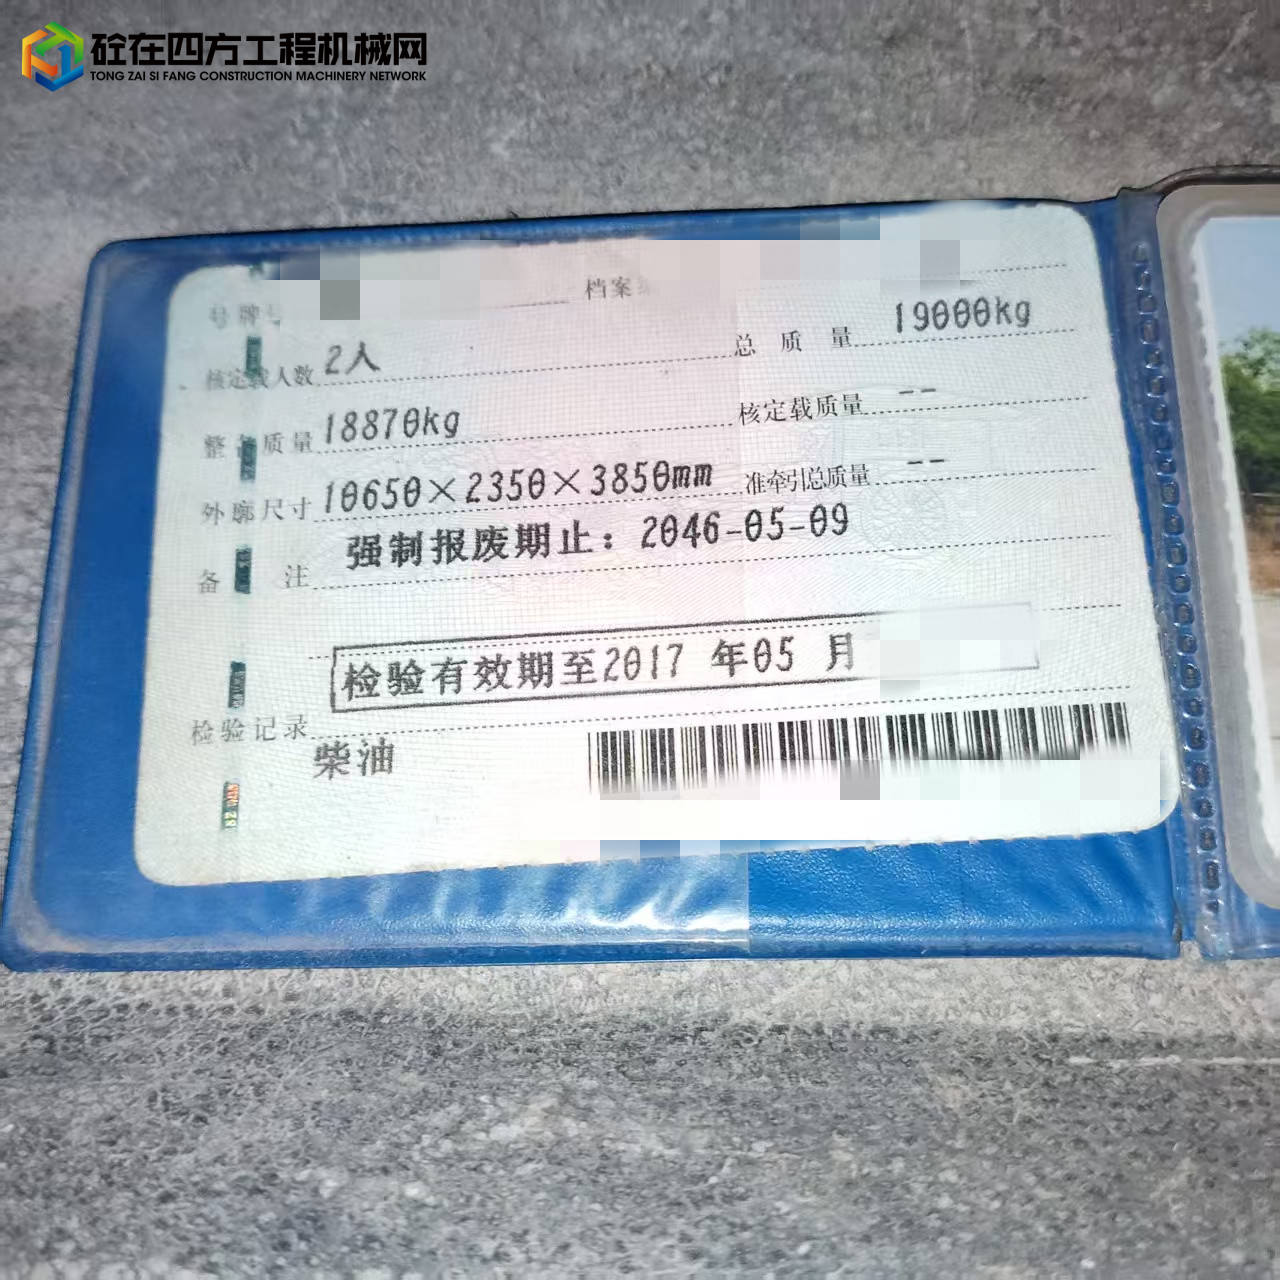 砼在四方工程机械网
TONG ZAI SI FANG CONSTRUCTION MACHINERY NETWORK
号牌 档案
核定载人数 2人 总质量 19000kg
整备质量 18870kg 核定载质量 --
外廓尺寸 10650×2350×3850mm 准牵引总质量 --
备注 强制报废期止：2046-05-09
检验有效期至2017 年05 月
检验记录
柴油